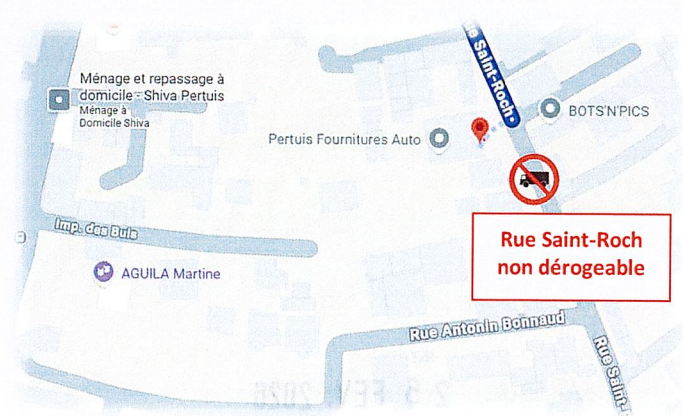 ue Saint-Roch
Ménage et repassage à
domicile - Shiva Pertuis
Ménage à
Domicile Shiva
BOTS'N'PICS
Pertuis Fournitures Auto
Imp. des Buis
Rue Saint-Roch
non dérogeable
AGUILA Martine
Rue Antonin Bonnaud
Rue Saint-